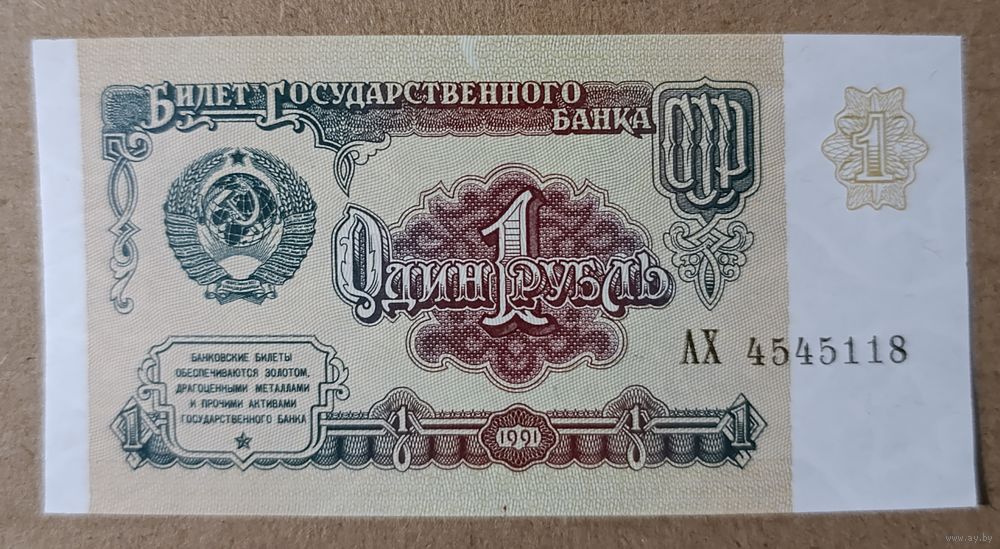 Билет Государственного
банка СССР
1
1
Один рубль
АХ 4545118
БАНКОВСКИЕ БИЛЕТЫ
ОБЕСПЕЧИВАЮТСЯ ЗОЛОТОМ,
ДРАГОЦЕННЫМИ МЕТАЛЛАМИ
И ПРОЧИМИ АКТИВАМИ
ГОСУДАРСТВЕННОГО БАНКА
1 1 1991 1 1
www.ay.by